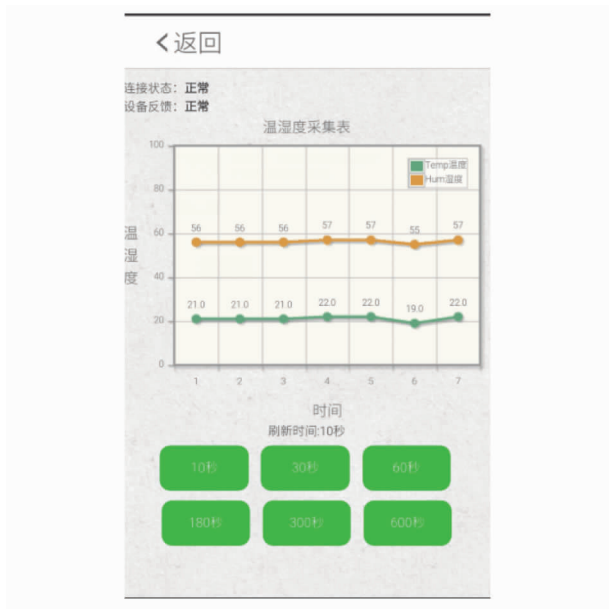 返回
连接状态：正常
设备反馈：正常
温湿度采集表
100
Temp温度
Hum湿度
80
56 56 56 57 57 55 57
温湿度
60
40
21.0 21.0 21.0 22.0 22.0 19.0 22.0
20
0
1 2 3 4 5 6 7
时间
刷新时间:10秒
10秒 30秒 60秒
180秒 300秒 600秒